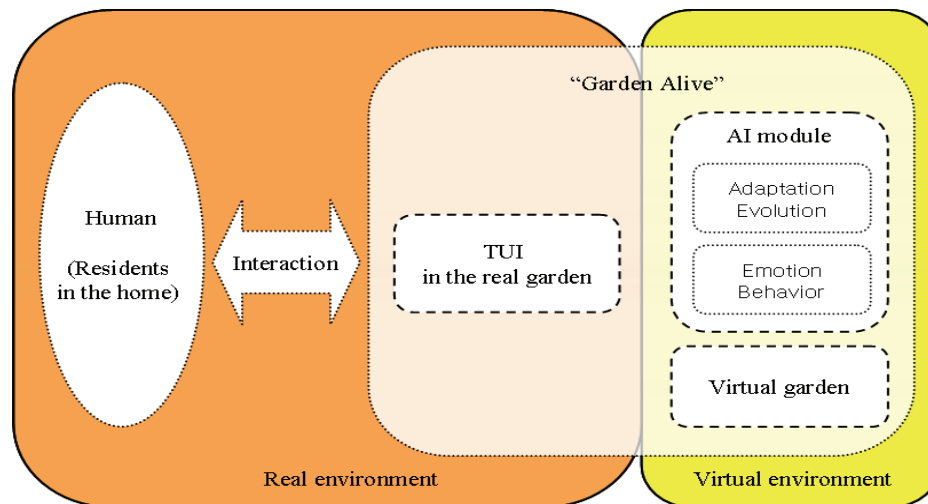 “Garden Alive”
Human
(Residents
in the home)
Interaction
TUI
in the real garden
AI module
Adaptation
Evolution
Emotion
Behavior
Virtual garden
Real environment
Virtual environment